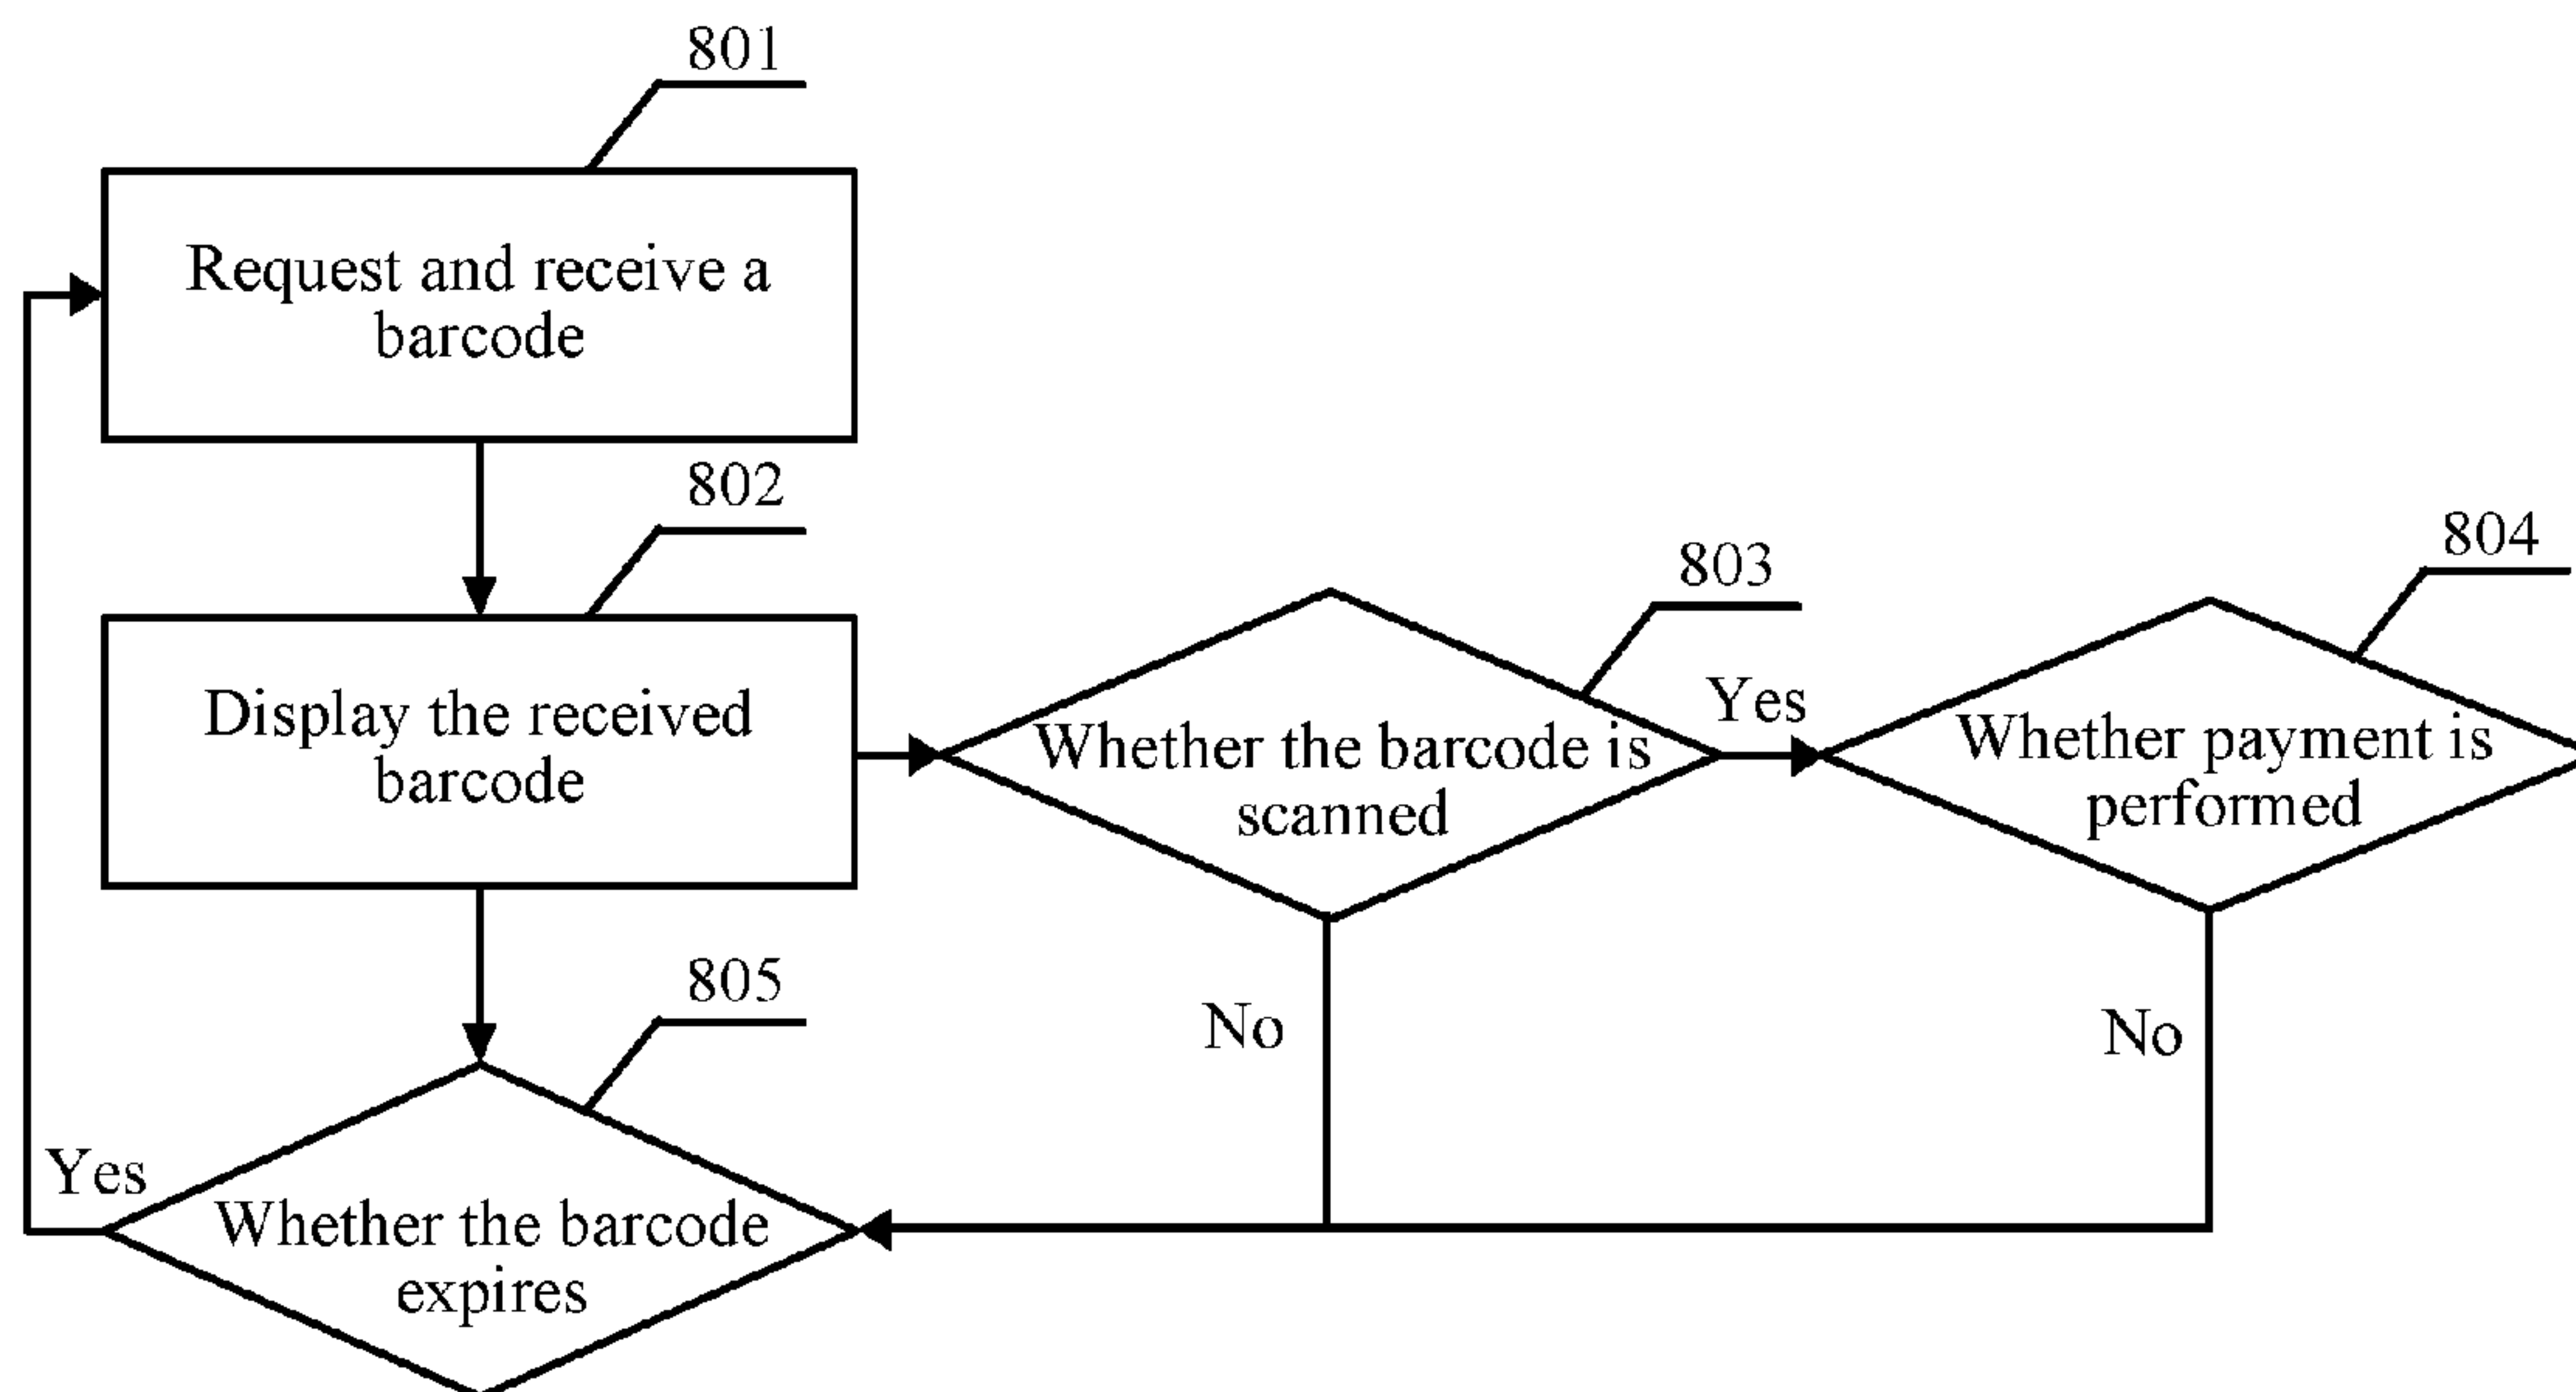 801
Request and receive a
barcode
802
Display the received
barcode
803
Whether the barcode is
scanned
Yes
804
Whether payment is
performed
No
No
805
Whether the barcode
expires
Yes